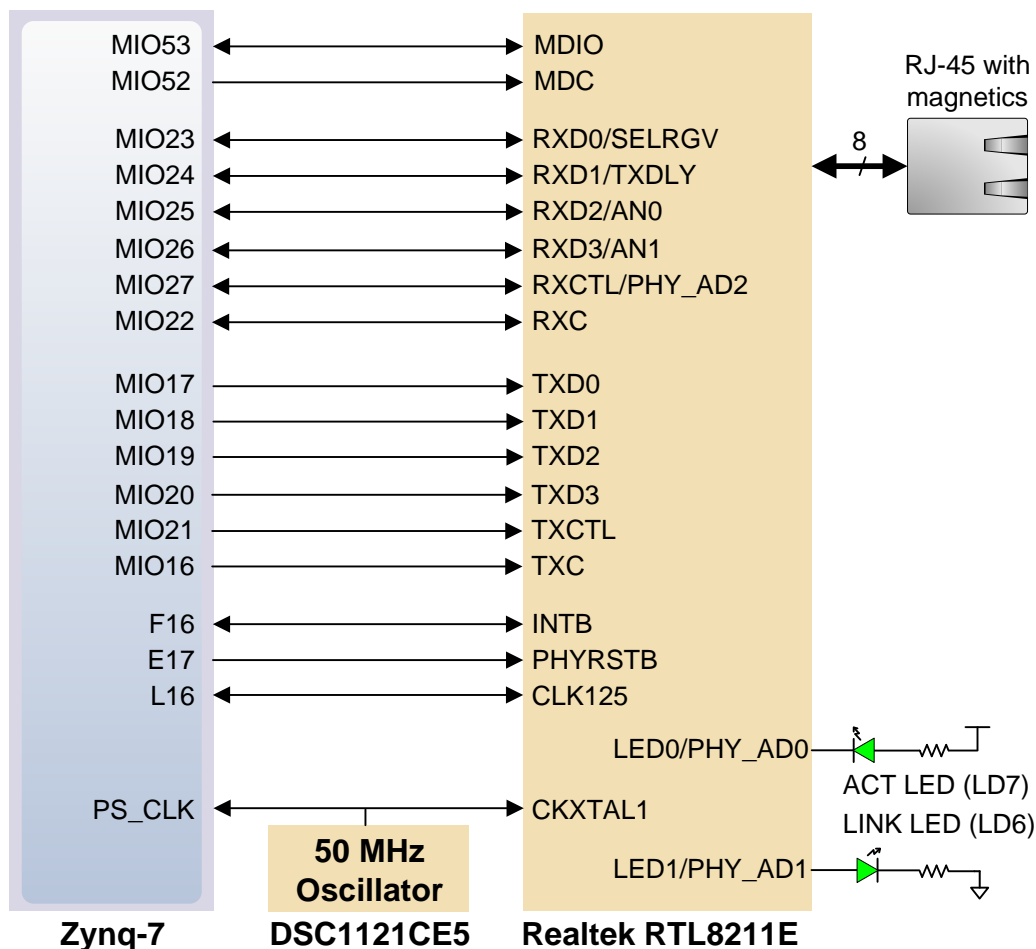 MIO53 MDIO
MIO52 MDC
RJ-45 with
magnetics
MIO23 RXD0/SELRGV
8
MIO24 RXD1/TXDLY
MIO25 RXD2/AN0
MIO26 RXD3/AN1
MIO27 RXCTL/PHY_AD2
MIO22 RXC
MIO17 TXD0
MIO18 TXD1
MIO19 TXD2
MIO20 TXD3
MIO21 TXCTL
MIO16 TXC
F16 INTB
E17 PHYRSTB
L16 CLK125
LED0/PHY_AD0
ACT LED (LD7)
PS_CLK CKXTAL1
LINK LED (LD6)
50 MHz
Oscillator
LED1/PHY_AD1
Zynq-7 DSC1121CE5 Realtek RTL8211E